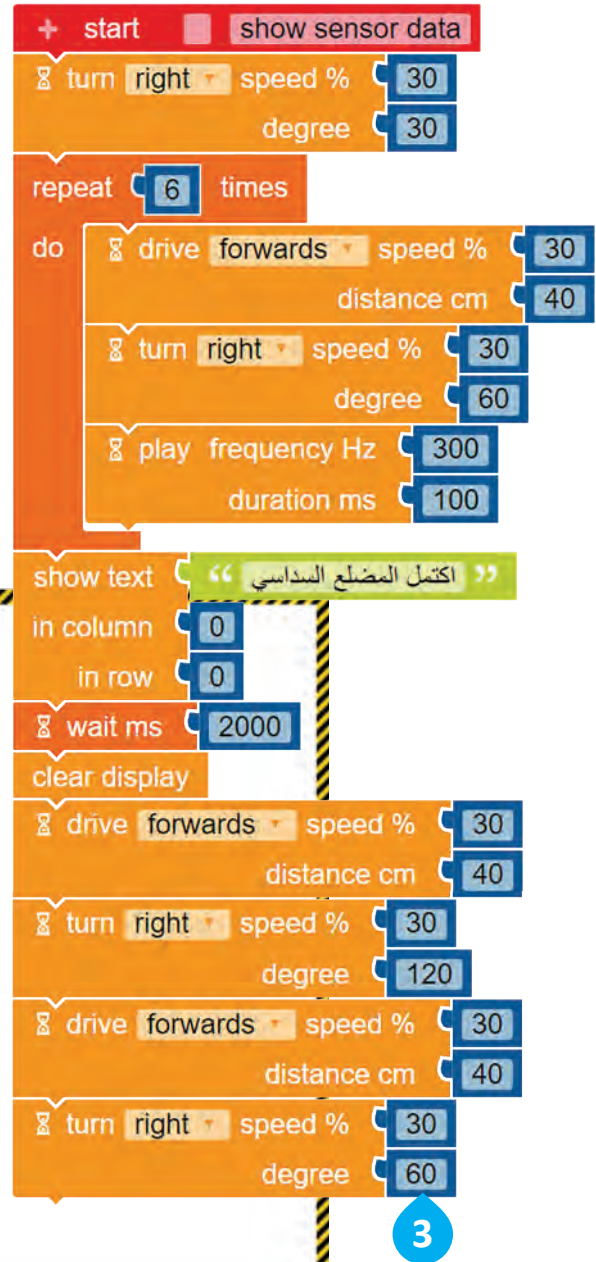 + start show sensor data
turn right speed % 30
degree 30
repeat 6 times
do drive forwards speed % 30
distance cm 40
turn right speed % 30
degree 60
play frequency Hz 300
duration ms 100
show text “ اكتمل المضلع السداسي ”
in column 0
in row 0
wait ms 2000
clear display
drive forwards speed % 30
distance cm 40
turn right speed % 30
degree 120
drive forwards speed % 30
distance cm 40
turn right speed % 30
degree 60
3